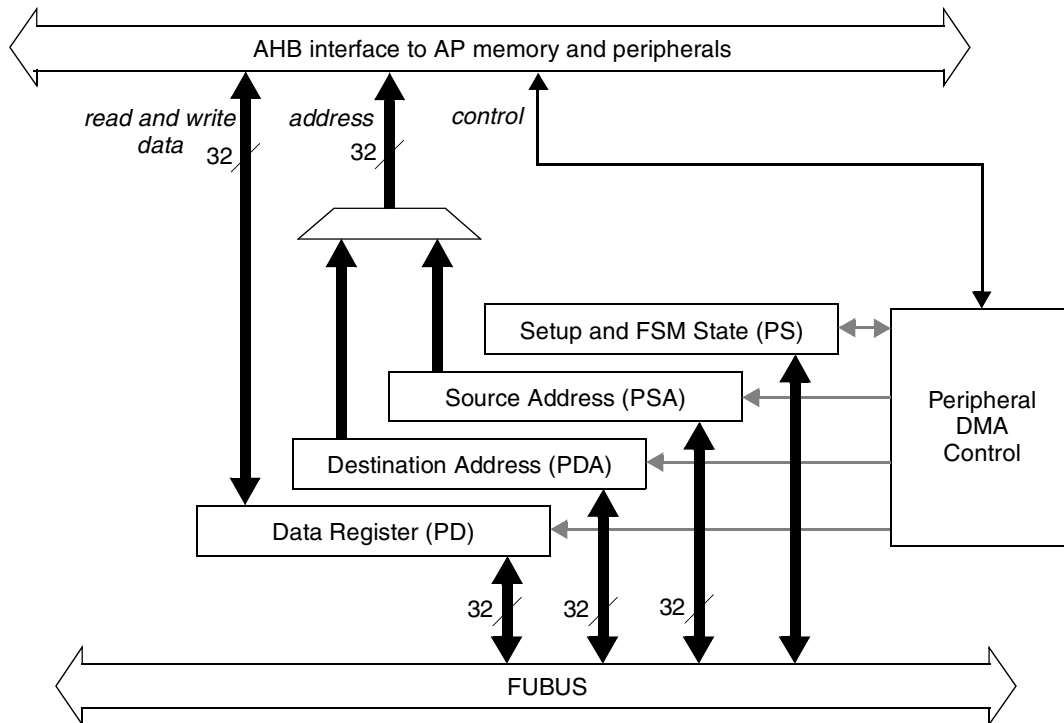 AHB interface to AP memory and peripherals
read and write
data
address
control
32
32
Setup and FSM State (PS)
Source Address (PSA)
Peripheral
DMA
Control
Destination Address (PDA)
Data Register (PD)
32
32
32
FUBUS